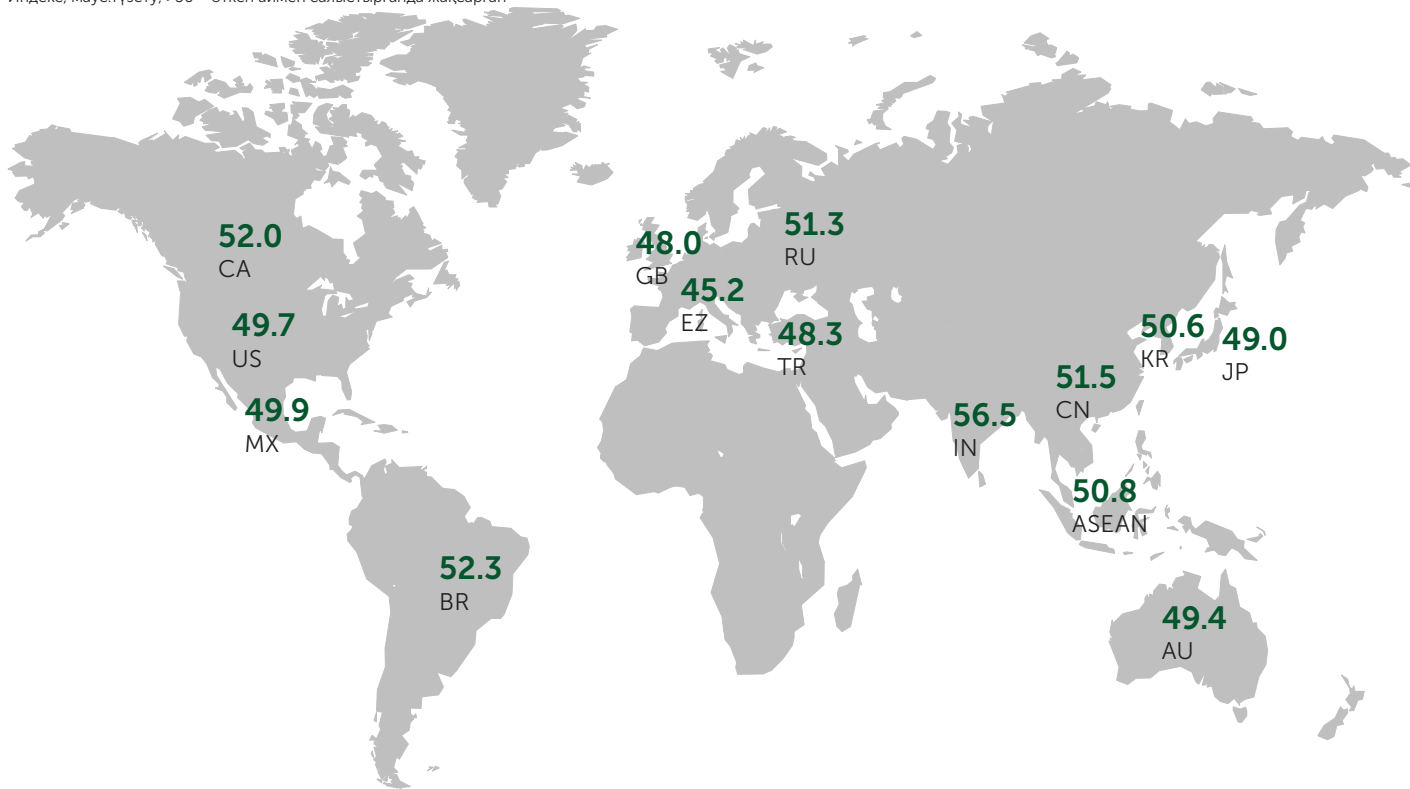 52.0
CA
49.7
US
49.9
MX
52.3
BR
48.0
GB
45.2
EZ
51.3
RU
48.3
TR
56.5
IN
51.5
CN
50.6
KR
49.0
JP
50.8
ASEAN
49.4
AU